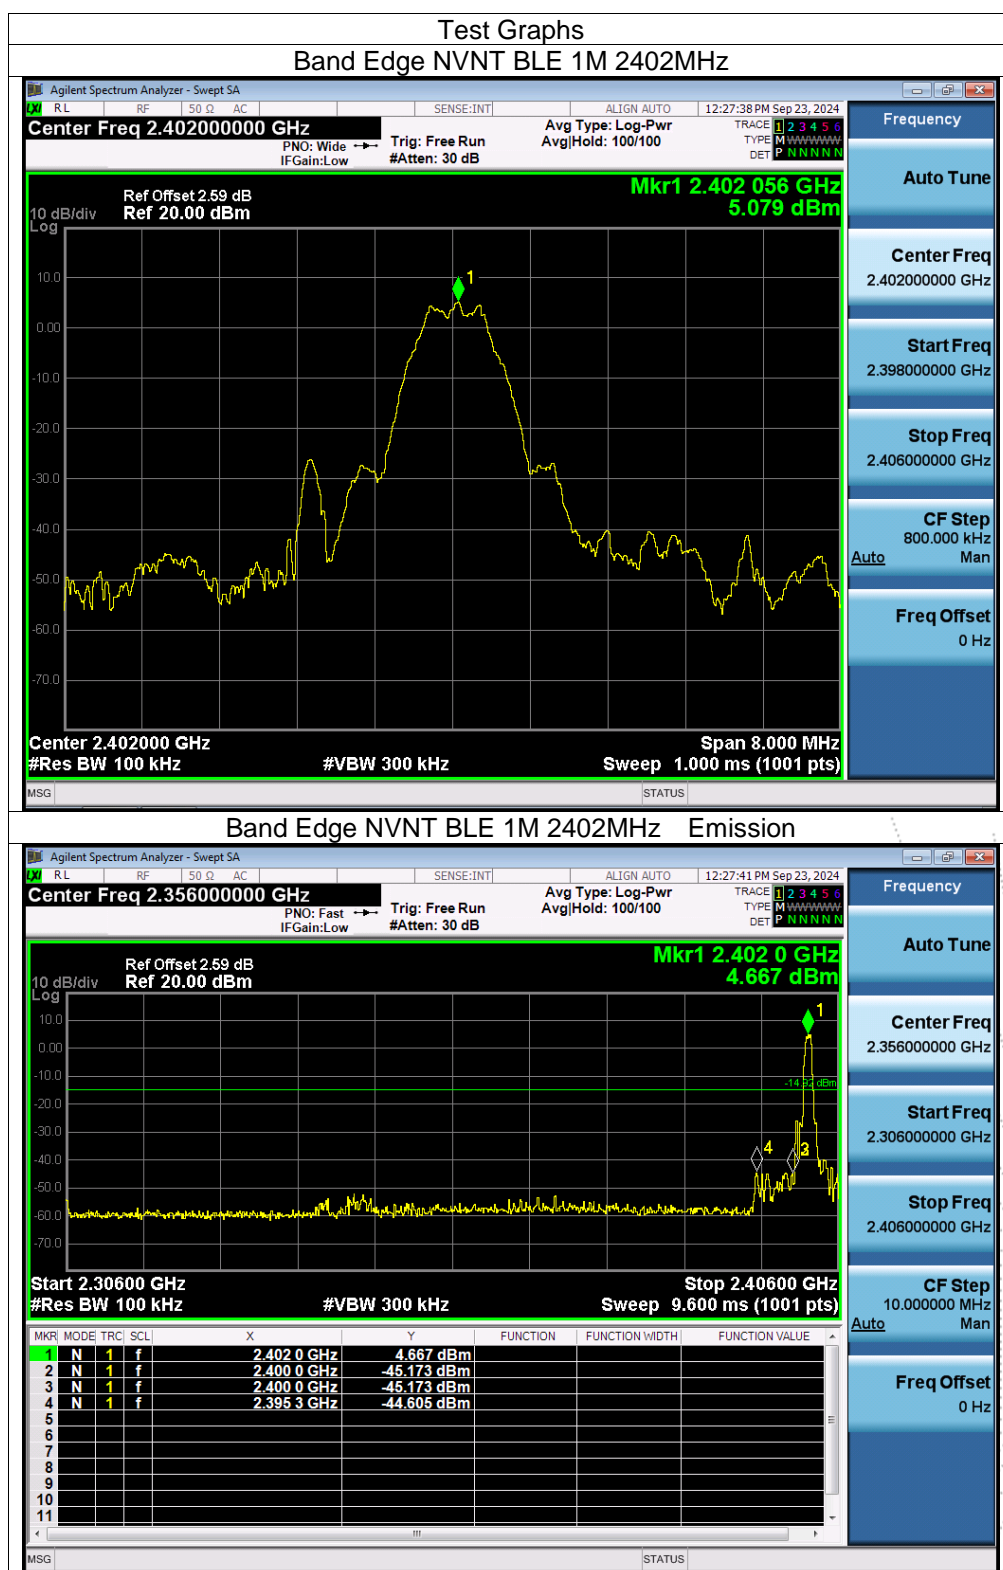 Test Graphs
Band Edge NVNT BLE 1M 2402MHz
Agilent Spectrum Analyzer - Swept SA
LXI RL RF 50 Ω AC SENSE:INT ALIGN AUTO 12:27:38 PM Sep 23, 2024
Center Freq 2.402000000 GHz
PNO: Wide
IFGain:Low
Trig: Free Run
#Atten: 30 dB
Avg Type: Log-Pwr
Avg|Hold: 100/100
TRACE 1 2 3 4 5 6
TYPE M W W W W W
DET P N N N N N
Frequency
Auto Tune
Center Freq
2.402000000 GHz
Start Freq
2.398000000 GHz
Stop Freq
2.406000000 GHz
CF Step
800.000 kHz
Auto Man
Freq Offset
0 Hz
Mkr1 2.402 056 GHz
5.079 dBm
Ref Offset 2.59 dB
10 dB/div Ref 20.00 dBm
Log
1
10.0
0.00
-10.0
-20.0
-30.0
-40.0
-50.0
-60.0
-70.0
Center 2.402000 GHz Span 8.000 MHz
#Res BW 100 kHz #VBW 300 kHz Sweep 1.000 ms (1001 pts)
MSG STATUS
Band Edge NVNT BLE 1M 2402MHz Emission
Agilent Spectrum Analyzer - Swept SA
LXI RL RF 50 Ω AC SENSE:INT ALIGN AUTO 12:27:41 PM Sep 23, 2024
Center Freq 2.356000000 GHz
PNO: Fast
IFGain:Low
Trig: Free Run
#Atten: 30 dB
Avg Type: Log-Pwr
Avg|Hold: 100/100
TRACE 1 2 3 4 5 6
TYPE M W W W W W
DET P N N N N N
Frequency
Auto Tune
Center Freq
2.356000000 GHz
Start Freq
2.306000000 GHz
Stop Freq
2.406000000 GHz
CF Step
10.000000 MHz
Auto Man
Freq Offset
0 Hz
Mkr1 2.402 0 GHz
4.667 dBm
Ref Offset 2.59 dB
10 dB/div Ref 20.00 dBm
Log
1
10.0
0.00
-10.0
-14.92 dBm
-20.0
-30.0
-40.0
4 3
-50.0
-60.0
-70.0
Start 2.30600 GHz Stop 2.40600 GHz
#Res BW 100 kHz #VBW 300 kHz Sweep 9.600 ms (1001 pts)
MKR MODE TRC SCL X Y FUNCTION FUNCTION WIDTH FUNCTION VALUE
1 N 1 f 2.402 0 GHz 4.667 dBm
2 N 1 f 2.400 0 GHz -45.173 dBm
3 N 1 f 2.400 0 GHz -45.173 dBm
4 N 1 f 2.395 3 GHz -44.605 dBm
5
6
7
8
9
10
11
MSG STATUS